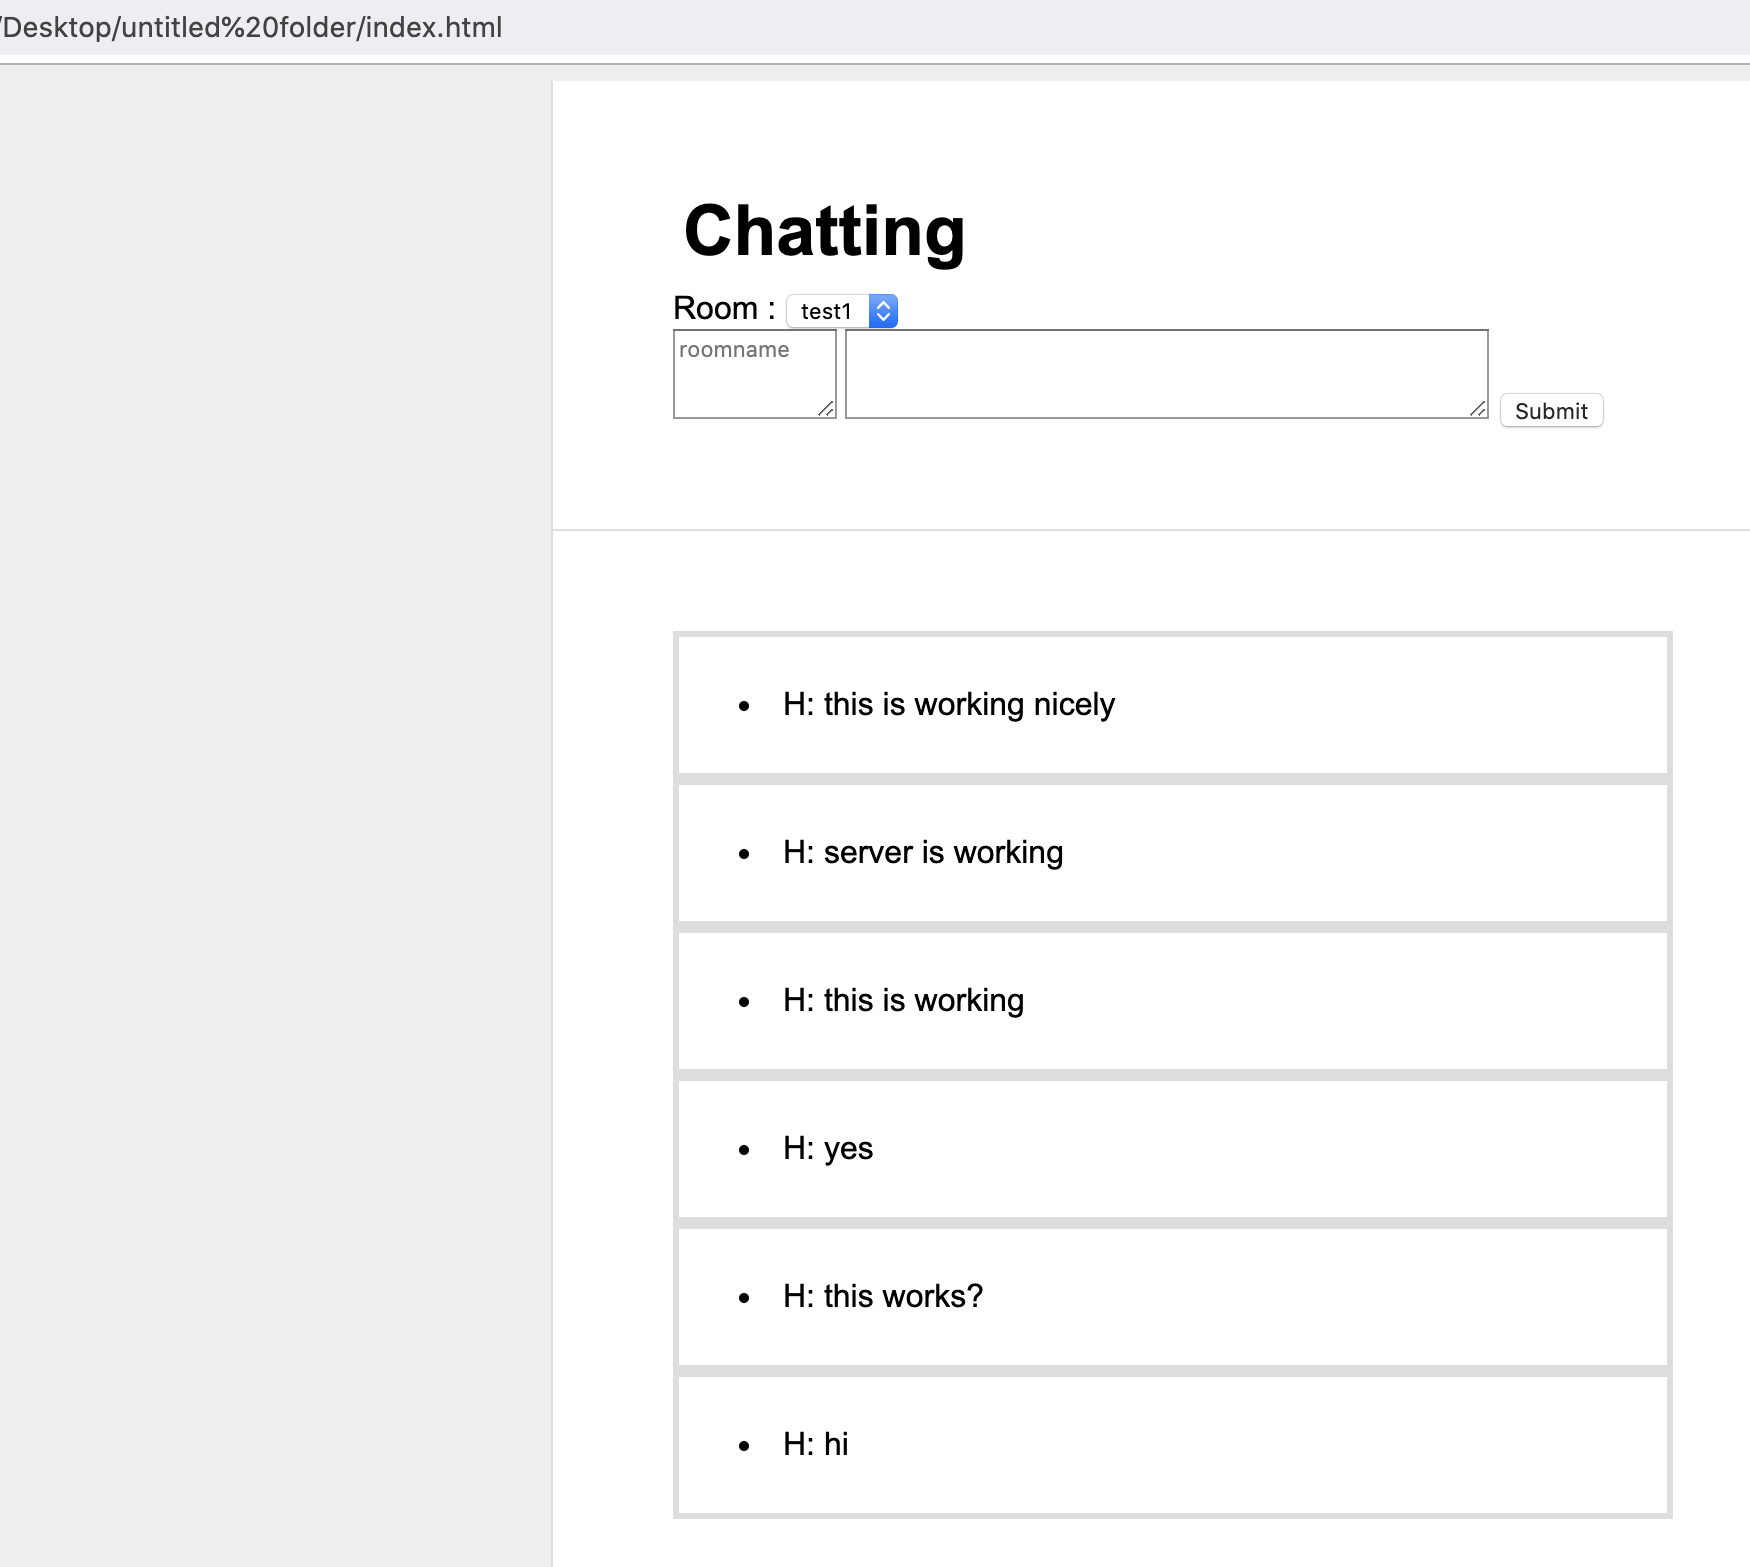 /Desktop/untitled%20folder/index.html
Chatting
Room : test1
roomname
Submit
• H: this is working nicely
• H: server is working
• H: this is working
• H: yes
• H: this works?
• H: hi